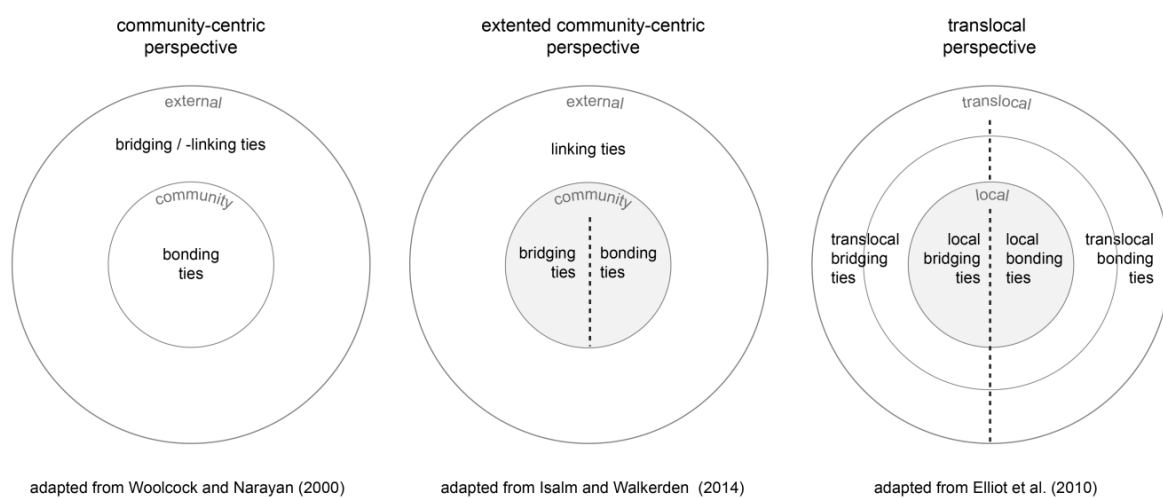 community-centric
perspective
external
bridging / -linking ties
community
bonding
ties
adapted from Woolcock and Narayan (2000)
extented community-centric
perspective
external
linking ties
community
bridging
ties
bonding
ties
adapted from Isalm and Walkerden (2014)
translocal
perspective
translocal
local
translocal
bridging
ties
local
bridging
ties
local
bonding
ties
translocal
bonding
ties
adapted from Elliot et al. (2010)